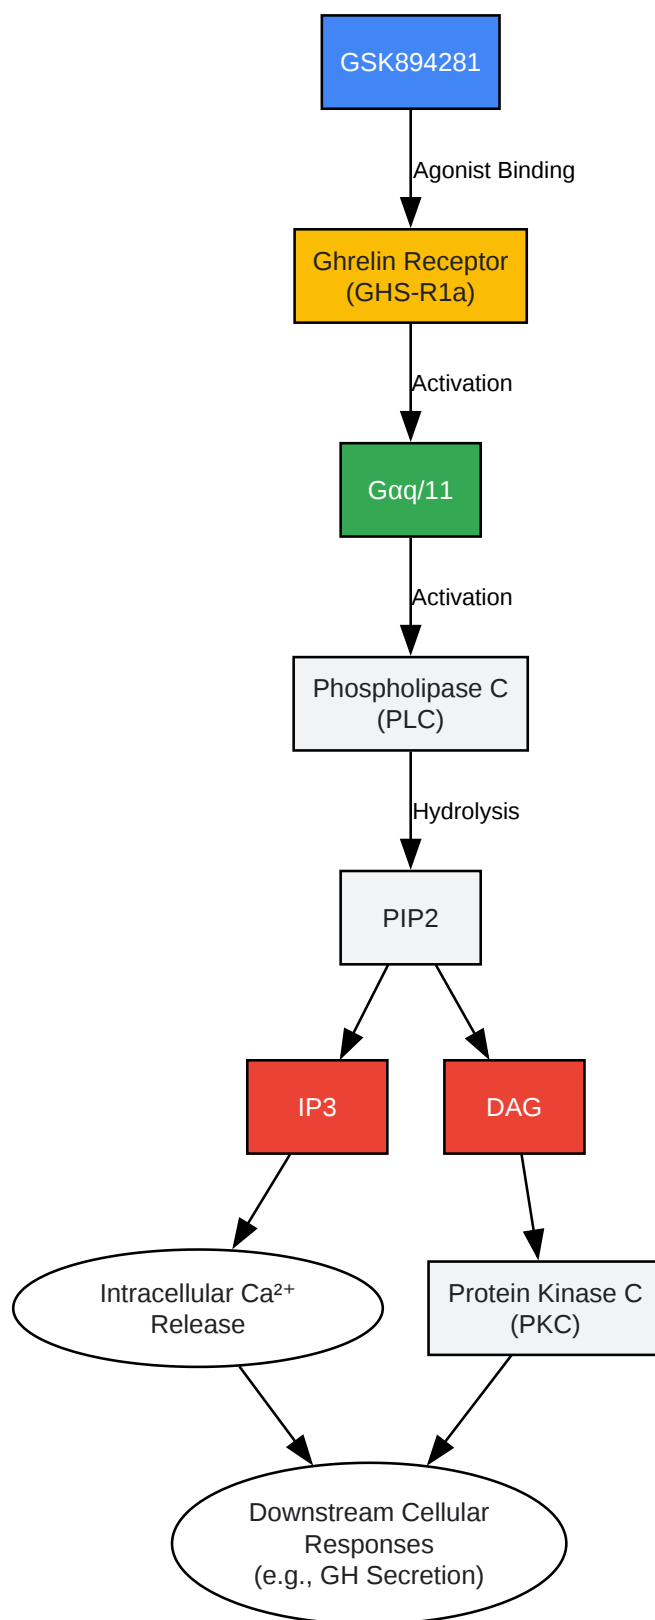 GSK894281
Agonist Binding
Ghrelin Receptor
(GHS-R1a)
Activation
Gαq/11
Activation
Phospholipase C
(PLC)
Hydrolysis
PIP2
IP3
DAG
Intracellular Ca²⁺
Release
Protein Kinase C
(PKC)
Downstream Cellular
Responses
(e.g., GH Secretion)